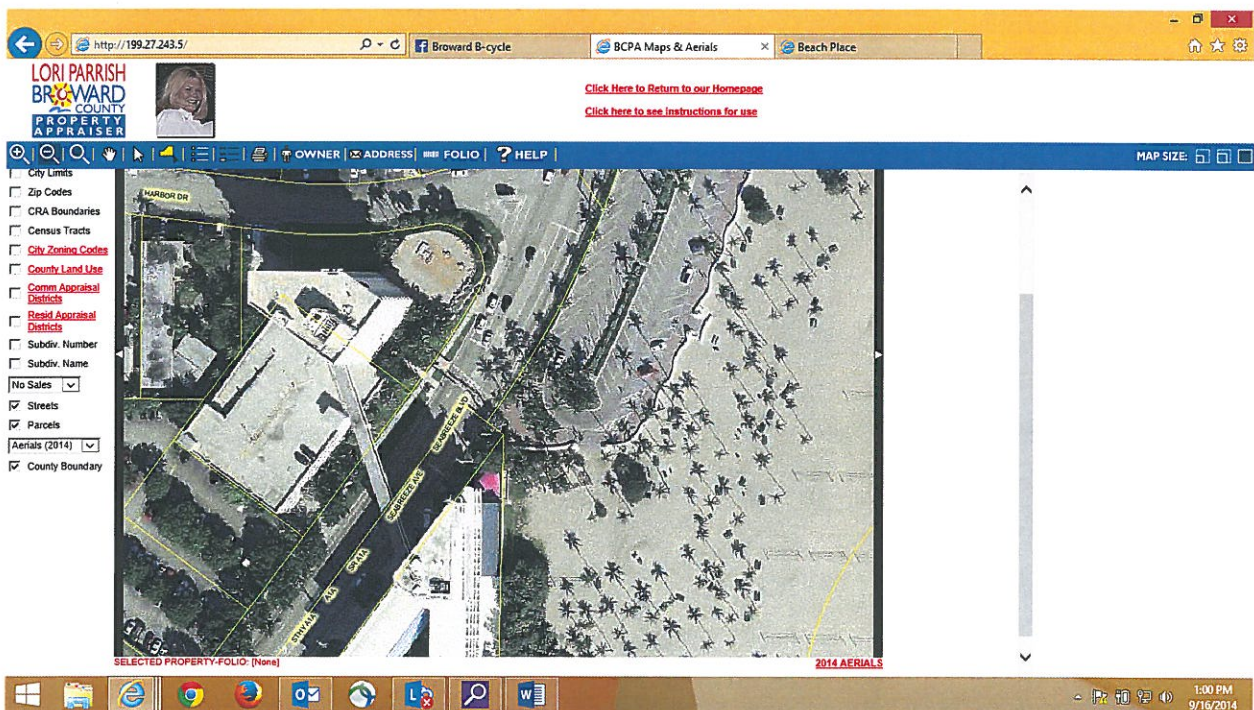 http://199.27.243.5/
Broward B-cycle
BCPA Maps & Aerials
Beach Place
LORI PARRISH
BROWARD
COUNTY
PROPERTY
APPRAISER
Click Here to Return to our Homepage
Click here to see Instructions for use
OWNER
ADDRESS
FOLIO
? HELP
MAP SIZE:
City Limits
Zip Codes
CRA Boundaries
Census Tracts
City Zoning Codes
County Land Use
Comm Appraisal
Districts
Resid Appraisal
Districts
Subdiv. Number
Subdiv. Name
No Sales
Streets
Parcels
Aerials (2014)
County Boundary
HARBOR DR
SEABREEZE BLVD
SEABREEZE AVE
SR A1A
A1A
STHY A1A
SELECTED PROPERTY-FOLIO: [None]
2014 AERIALS
1:00 PM
9/16/2014